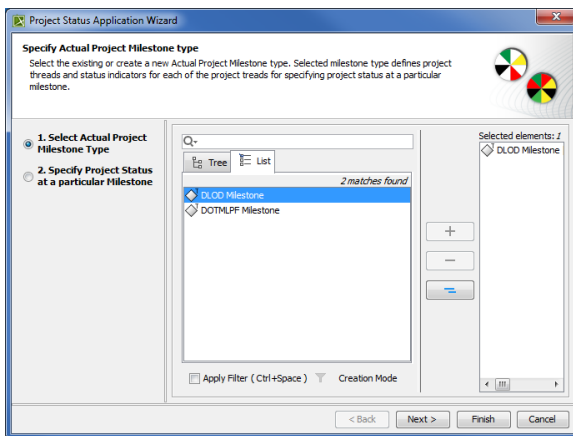 Project Status Application Wizard
Specify Actual Project Milestone type
Select the existing or create a new Actual Project Milestone type. Selected milestone type defines project
threads and status indicators for each of the project treads for specifying project status at a particular
milestone.
1. Select Actual Project
Milestone Type
2. Specify Project Status
at a particular Milestone
Tree
List
2 matches found
DLOD Milestone
DOTMLPF Milestone
Apply Filter ( Ctrl+Space )
Creation Mode
Selected elements: 1
DLOD Milestone
< Back
Next >
Finish
Cancel